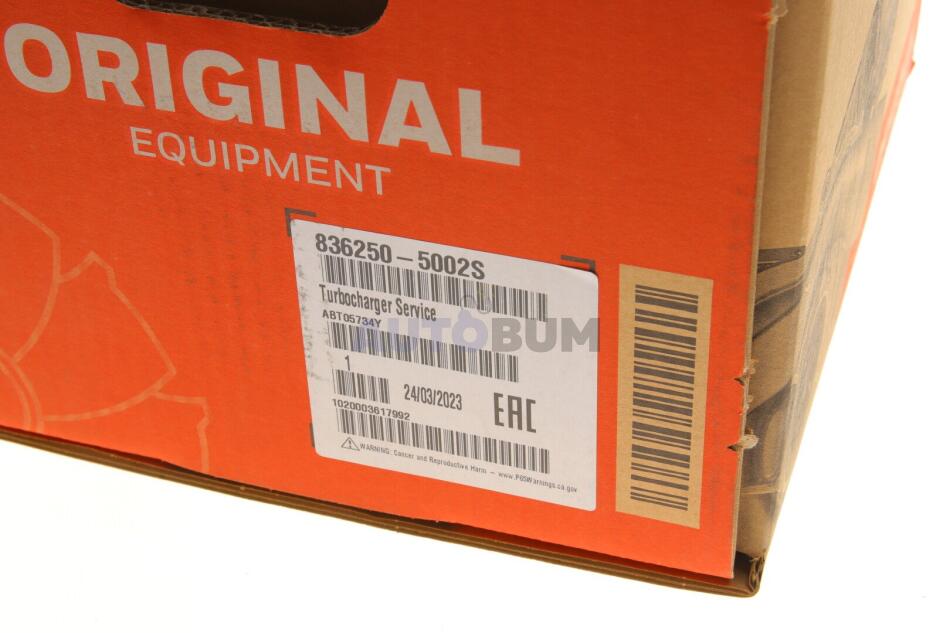 ORIGINAL
EQUIPMENT
836250-5002S
Turbocharger Service
ABT05734Y
AUTOBUM
1
24/03/2023
EAC
1020003617992
WARNING: Cancer and Reproductive Harm - www.P65Warnings.ca.gov